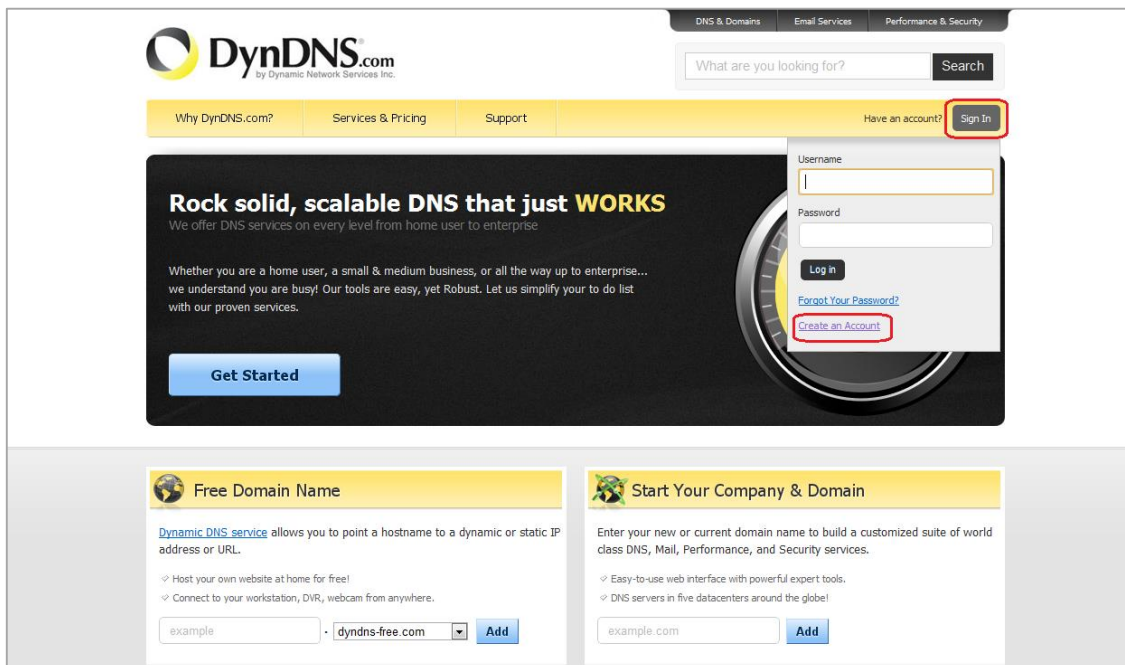 DNS & Domains Email Services Performance & Security
DynDNS.com
by Dynamic Network Services Inc.
What are you looking for? Search
Why DynDNS.com? Services & Pricing Support Have an account? Sign In
Username
Password
Log in
Forgot Your Password?
Create an Account
Rock solid, scalable DNS that just WORKS
We offer DNS services on every level from home user to enterprise
Whether you are a home user, a small & medium business, or all the way up to enterprise...
we understand you are busy! Our tools are easy, yet Robust. Let us simplify your to do list
with our proven services.
Get Started
Free Domain Name
Dynamic DNS service allows you to point a hostname to a dynamic or static IP
address or URL.
Host your own website at home for free!
Connect to your workstation, DVR, webcam from anywhere.
example . dyndns-free.com Add
Start Your Company & Domain
Enter your new or current domain name to build a customized suite of world
class DNS, Mail, Performance, and Security services.
Easy-to-use web interface with powerful expert tools.
DNS servers in five datacenters around the globe!
example.com Add